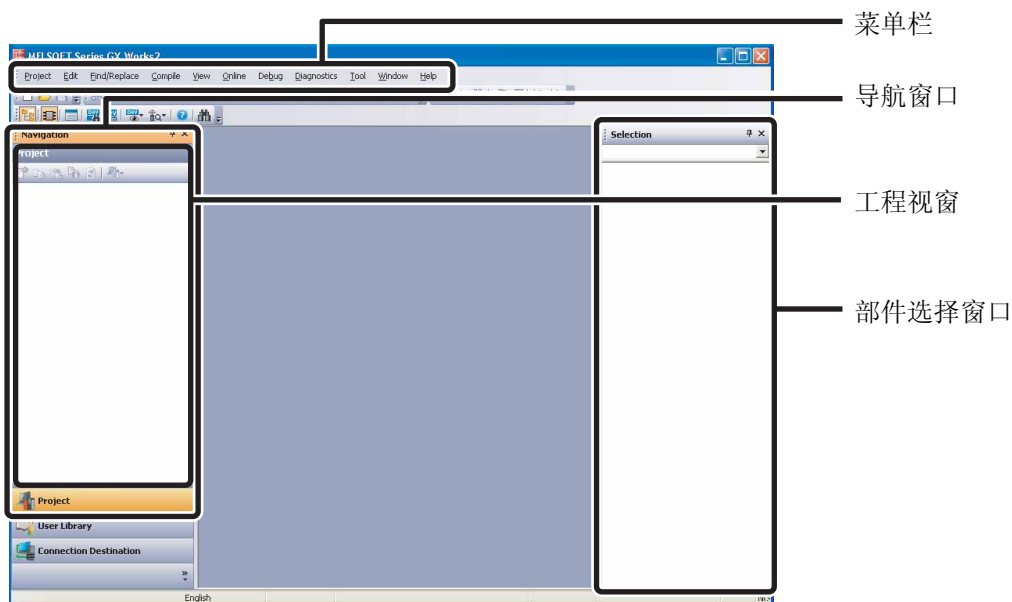 菜单栏
MELSOFT Series GX Works2
Project Edit Find/Replace Compile View Online Debug Diagnostics Tool Window Help
导航窗口
Navigation
Selection
Project
工程视窗
部件选择窗口
Project
User Library
Connection Destination
English